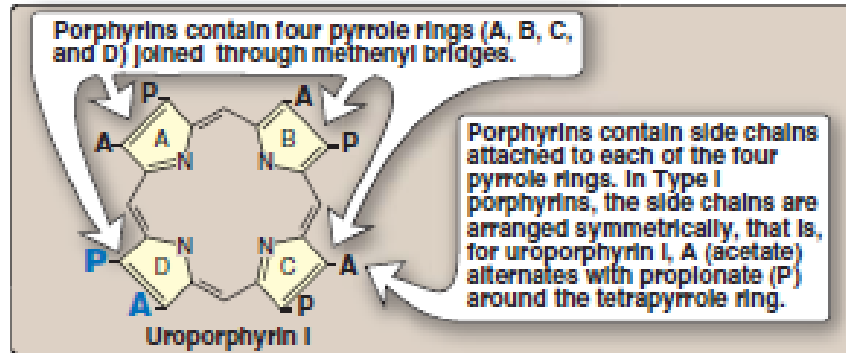 Porphyrins contain four pyrrole rings (A, B, C,
and D) joined through methenyl bridges.
P
A
A
B
A
P
N
N
N
N
P
D
C
A
A
P
Uroporphyrin I
Porphyrins contain side chains
attached to each of the four
pyrrole rings. In Type I
porphyrins, the side chains are
arranged symmetrically, that is,
for uroporphyrin I, A (acetate)
alternates with propionate (P)
around the tetrapyrrole ring.